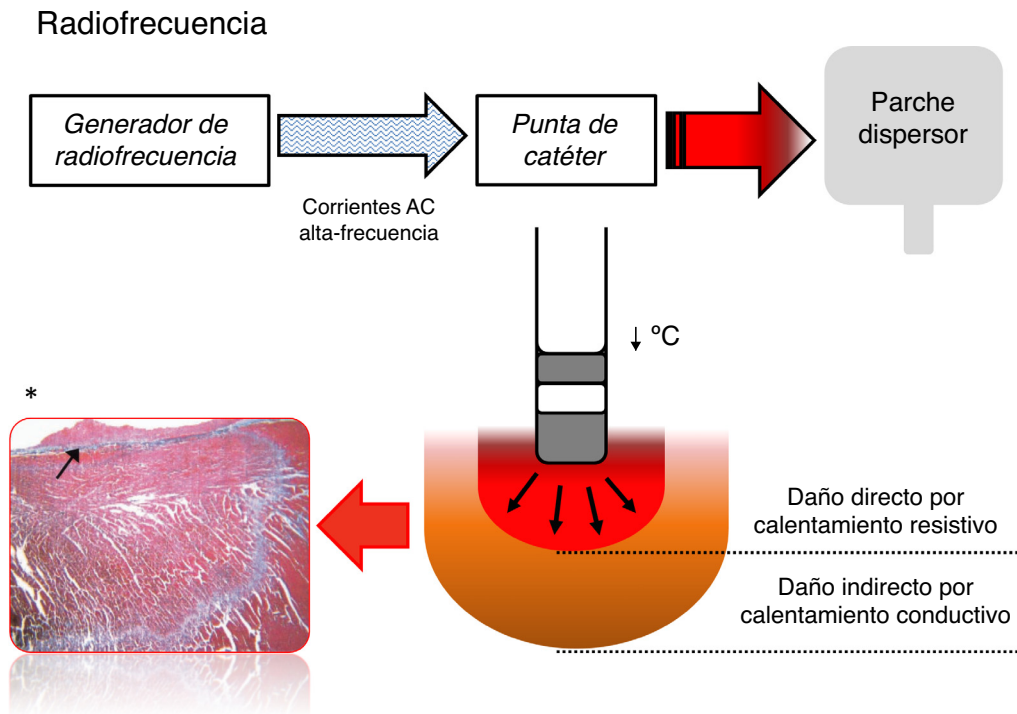 Radiofrecuencia
Generador de
radiofrecuencia
Corrientes AC
alta-frecuencia
Punta de
catéter
Parche
dispersor
↓ ºC
*
Daño directo por
calentamiento resistivo
Daño indirecto por
calentamiento conductivo